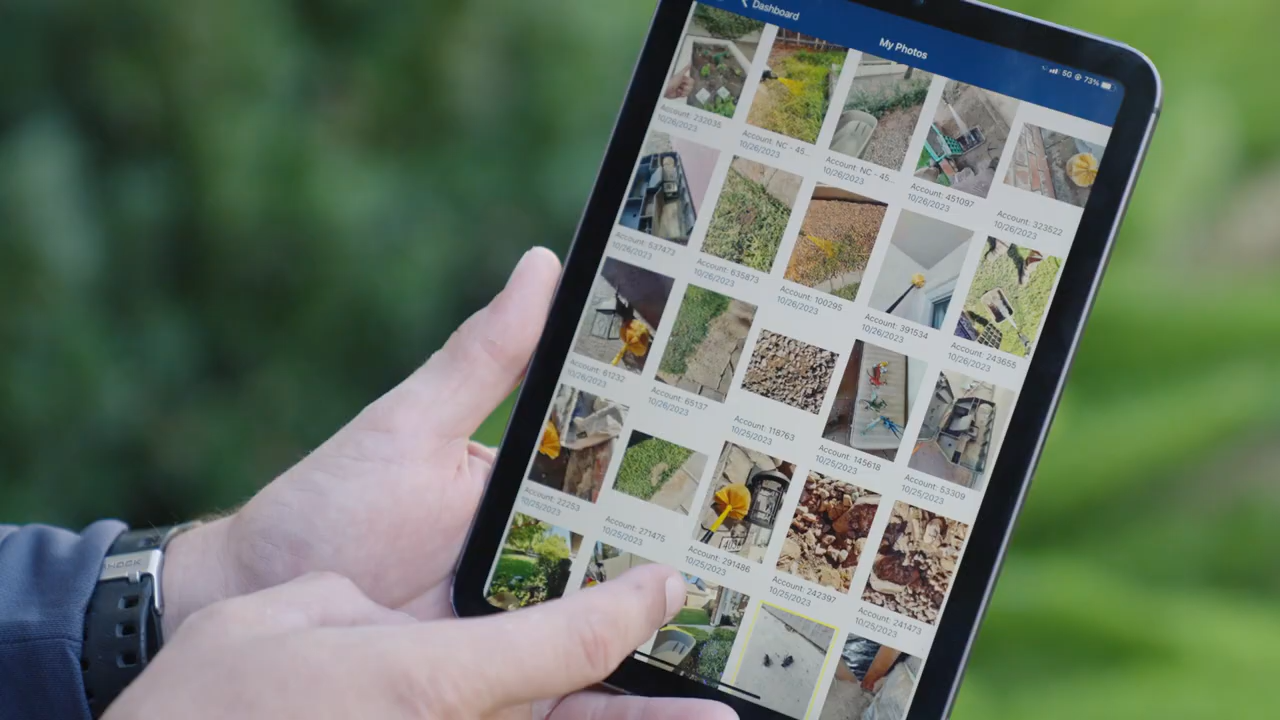 Dashboard
My Photos
5G 73%
Account: 232035
10/26/2023
Account: NC - 45...
10/26/2023
Account: NC - 45...
10/26/2023
Account: 451097
10/26/2023
Account: 323522
10/26/2023
Account: 537473
10/26/2023
Account: 635873
10/26/2023
Account: 100295
10/26/2023
Account: 391534
10/26/2023
Account: 243655
10/26/2023
Account: 61232
10/26/2023
Account: 65137
10/26/2023
Account: 118763
10/25/2023
Account: 145618
10/25/2023
Account: 53309
10/25/2023
Account: 22253
10/25/2023
Account: 271475
10/25/2023
Account: 291486
10/25/2023
Account: 242397
10/25/2023
Account: 241473
10/25/2023